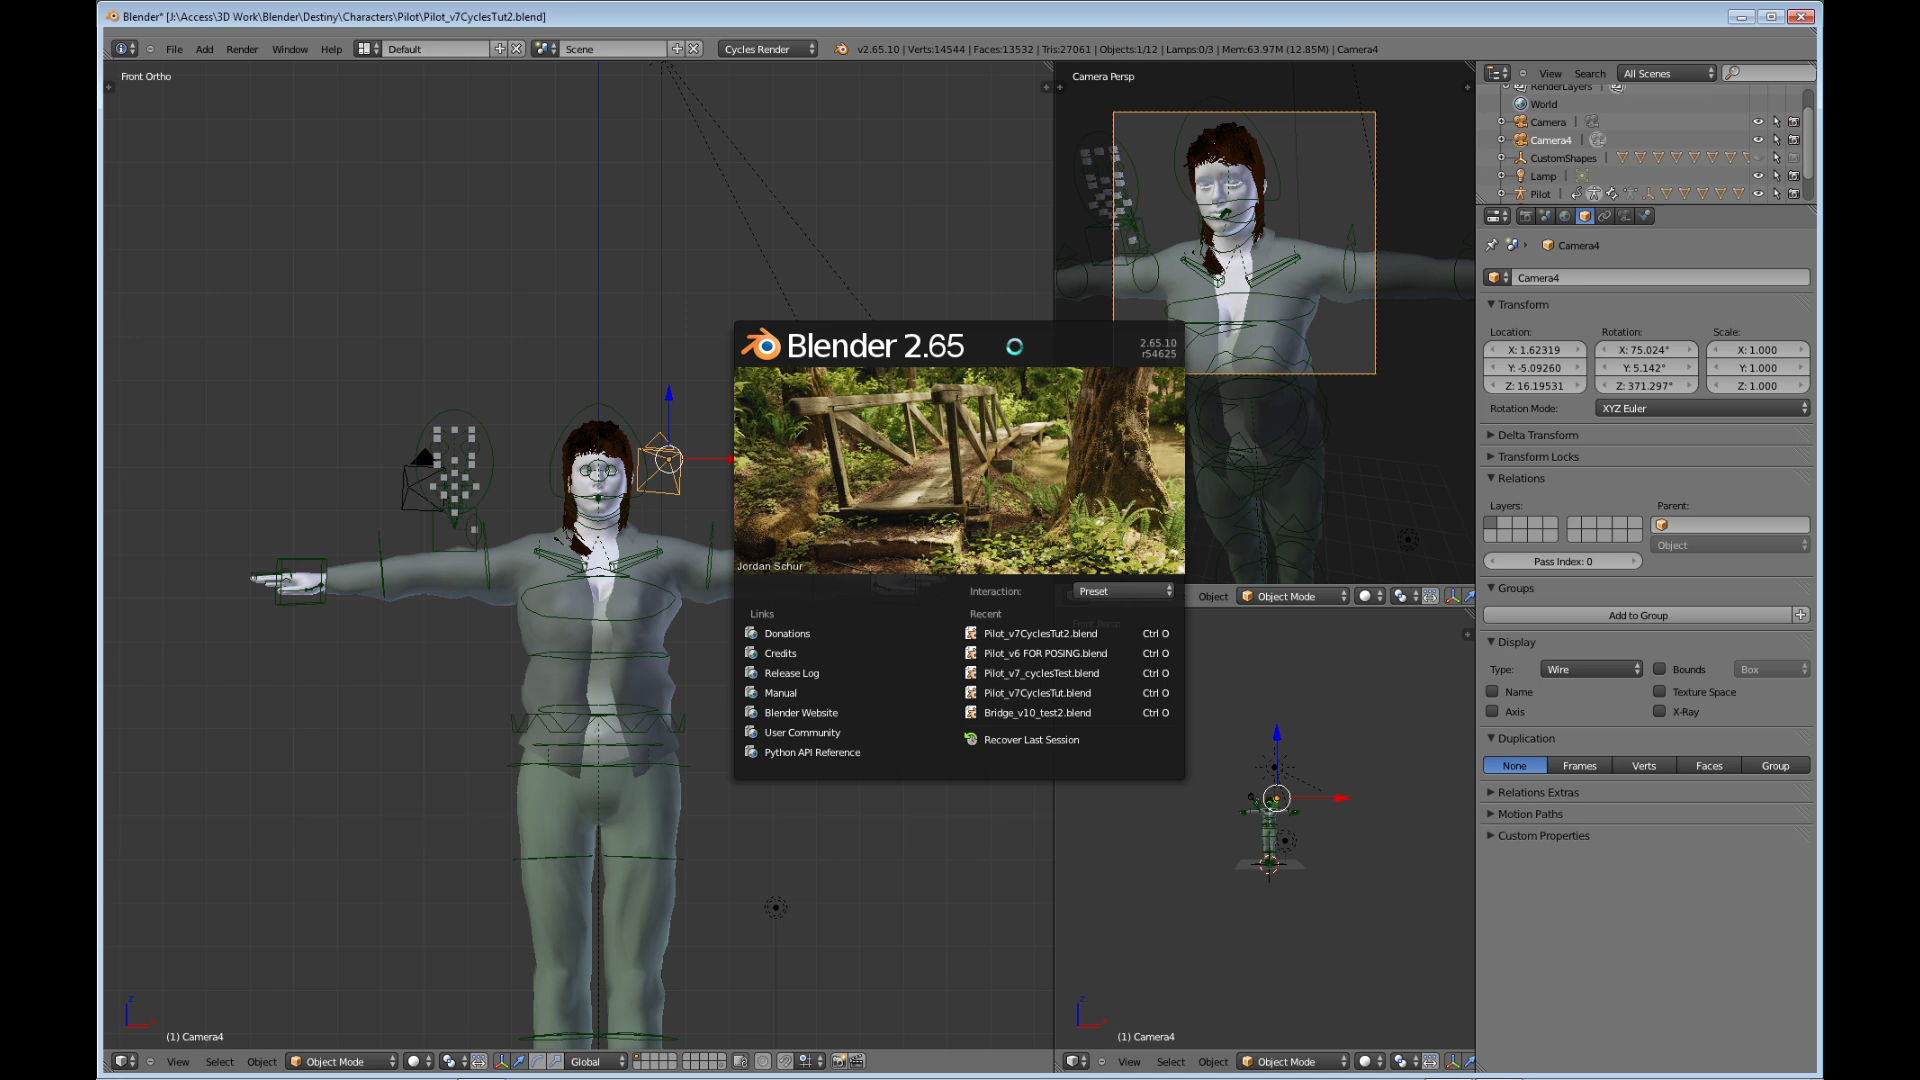 Blender* [J:\Access\3D Work\Blender\Destiny\Characters\Pilot\Pilot_v7CyclesTut2.blend]
File Add Render Window Help Default Scene Cycles Render v2.65.10 | Verts:14544 | Faces:13532 | Tris:27061 | Objects:1/12 | Lamps:0/3 | Mem:63.97M (12.85M) | Camera4
Front Ortho
Camera Persp
View Search All Scenes
RenderLayers
World
Camera
Camera4
CustomShapes
Lamp
Pilot
Camera4
Camera4
Transform
Location: Rotation: Scale:
X: 1.62319 X: 75.024° X: 1.000
Y: -5.09260 Y: 5.142° Y: 1.000
Z: 16.19531 Z: 371.297° Z: 1.000
Rotation Mode: XYZ Euler
Delta Transform
Transform Locks
Relations
Layers: Parent:
Object
Pass Index: 0
Groups
Add to Group
Display
Type: Wire Bounds Box
Name Texture Space
Axis X-Ray
Duplication
None Frames Verts Faces Group
Relations Extras
Motion Paths
Custom Properties
Blender 2.65
2.65.10
r54625
Jordan Schur
Interaction: Preset
Links Recent
Donations Pilot_v7CyclesTut2.blend Ctrl O
Credits Pilot_v6 FOR POSING.blend Ctrl O
Release Log Pilot_v7_cyclesTest.blend Ctrl O
Manual Pilot_v7CyclesTut.blend Ctrl O
Blender Website Bridge_v10_test2.blend Ctrl O
User Community Recover Last Session
Python API Reference
Object Object Mode
(1) Camera4
(1) Camera4
View Select Object Object Mode Global
View Select Object Object Mode